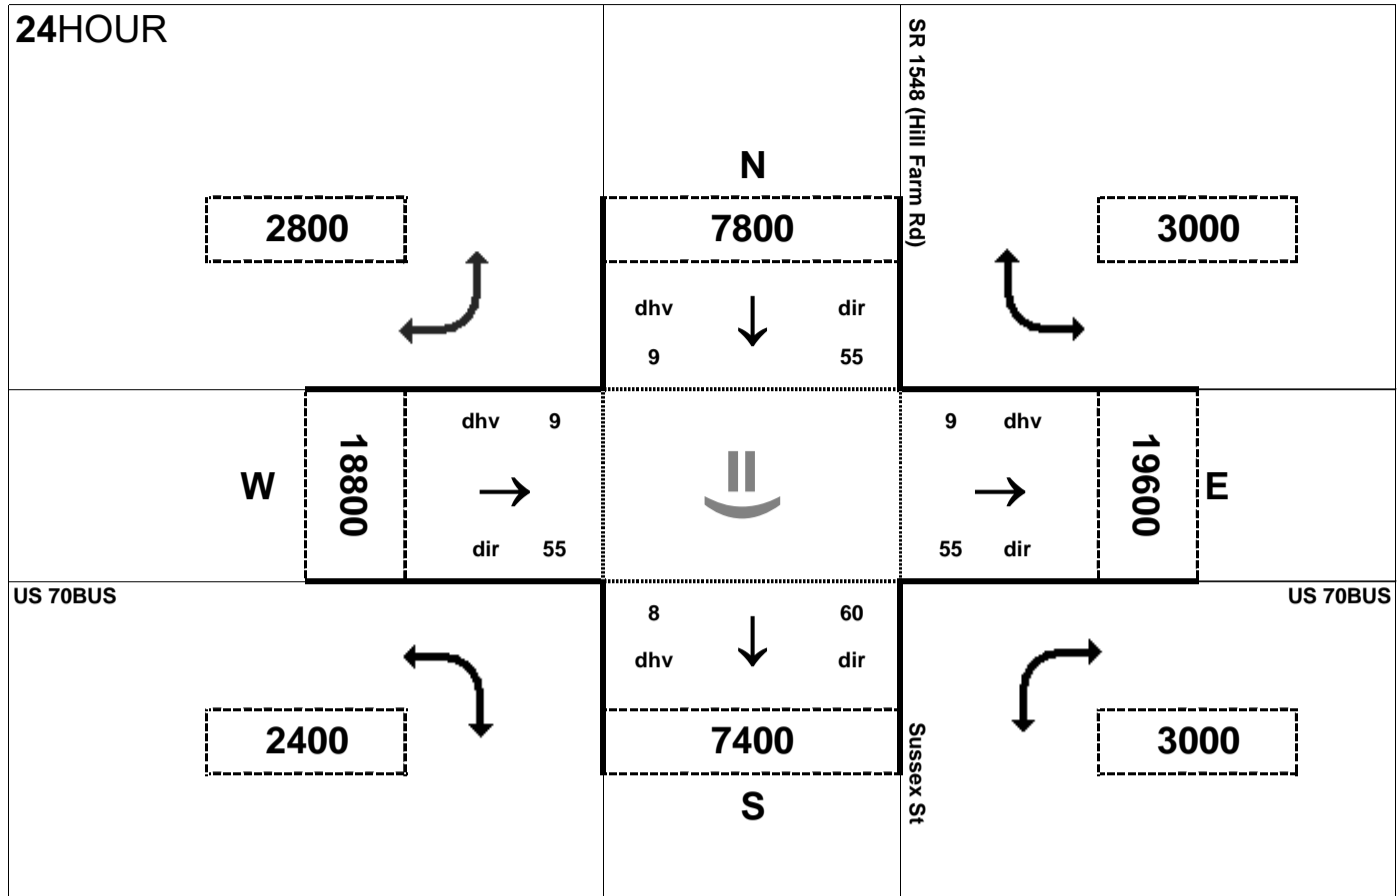 24HOUR
SR 1548 (Hill Farm Rd)
N
2800
7800
3000
dhv
dir
9
55
dhv 9
9 dhv
W
18800
19600
E
dir 55
55 dir
US 70BUS
US 70BUS
8
60
dhv
dir
2400
7400
3000
Sussex St
S